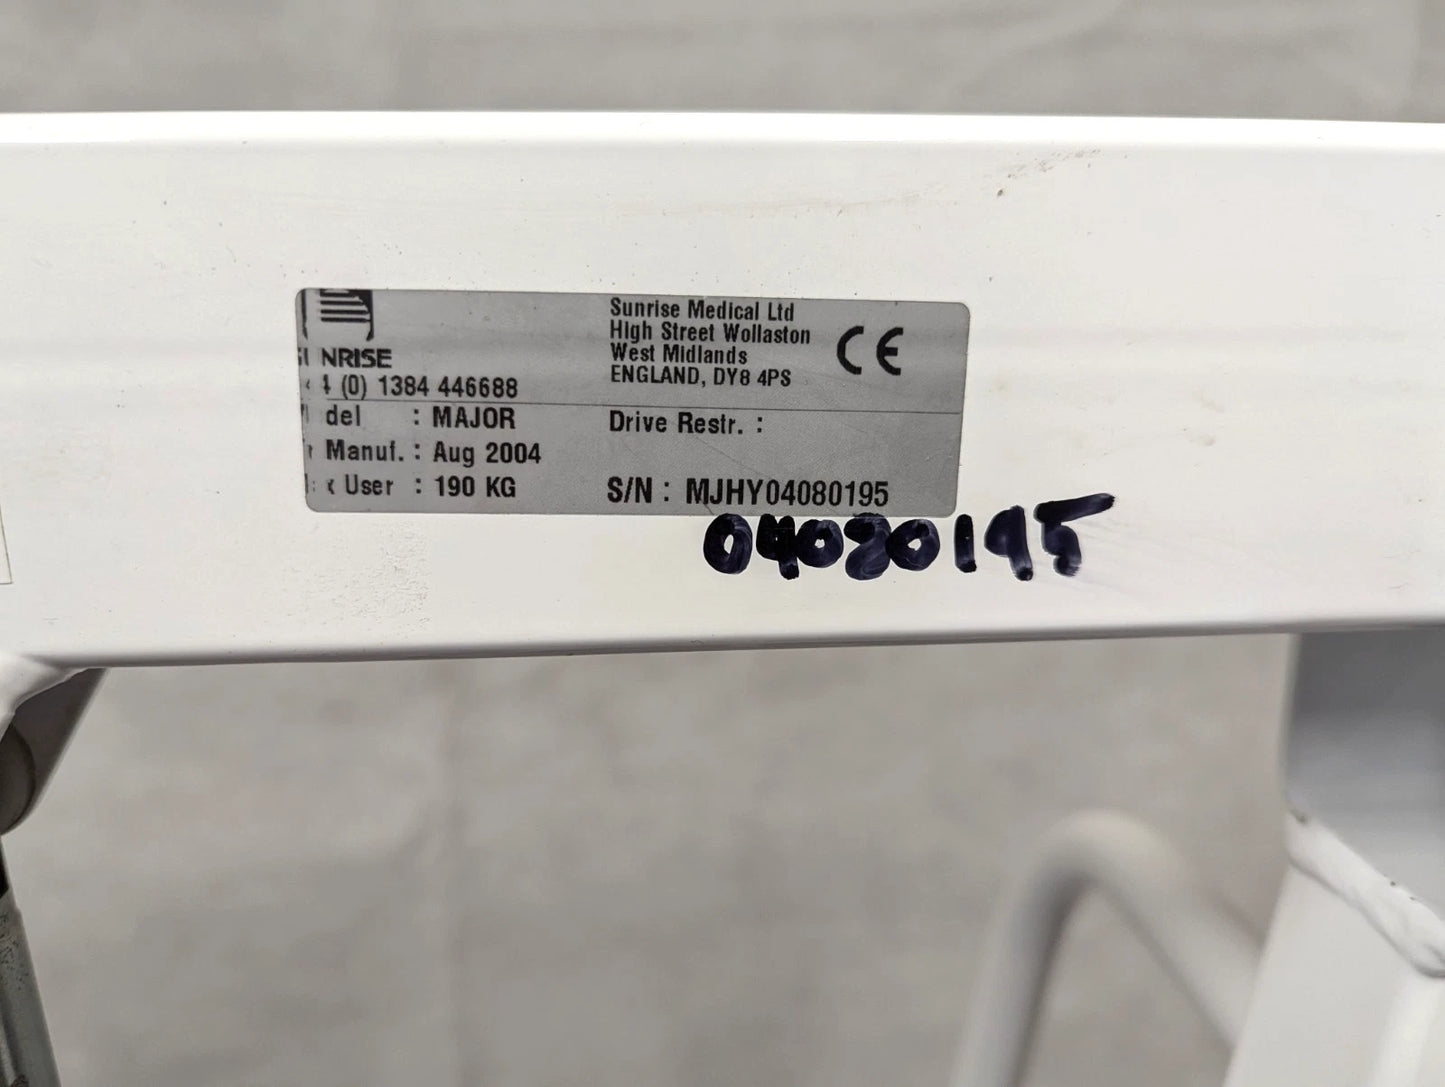 NRISE
(0) 1384 446688
Sunrise Medical Ltd
High Street Wollaston
West Midlands
ENGLAND, DY8 4PS
CE
del : MAJOR
Drive Restr. :
Manuf. : Aug 2004
User : 190 KG
S/N : MJHY04080195
04080195